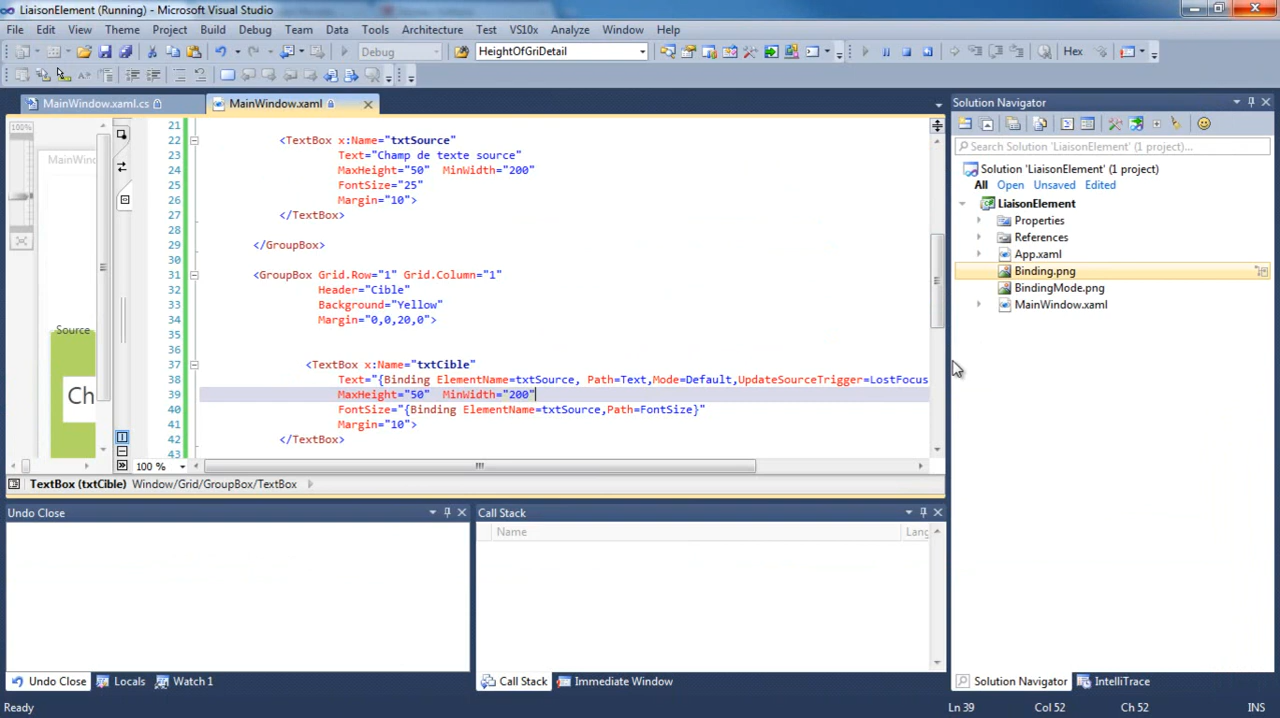 LiaisonElement (Running) - Microsoft Visual Studio
File Edit View Theme Project Build Debug Team Data Tools Architecture Test VS10x Analyze Window Help
Debug HeightOfGriDetail Hex
MainWindow.xaml.cs MainWindow.xaml
100%
MainWind
Source
Ch
21
22 <TextBox x:Name="txtSource"
23 Text="Champ de texte source"
24 MaxHeight="50" MinWidth="200"
25 FontSize="25"
26 Margin="10">
27 </TextBox>
28
29 </GroupBox>
30
31 <GroupBox Grid.Row="1" Grid.Column="1"
32 Header="Cible"
33 Background="Yellow"
34 Margin="0,0,20,0">
35
36
37 <TextBox x:Name="txtCible"
38 Text="{Binding ElementName=txtSource, Path=Text,Mode=Default,UpdateSourceTrigger=LostFocus
39 MaxHeight="50" MinWidth="200"
40 FontSize="{Binding ElementName=txtSource,Path=FontSize}"
41 Margin="10">
42 </TextBox>
43
100 %
TextBox (txtCible) Window/Grid/GroupBox/TextBox
Solution Navigator
Search Solution 'LiaisonElement' (1 project)...
Solution 'LiaisonElement' (1 project)
All Open Unsaved Edited
LiaisonElement
Properties
References
App.xaml
Binding.png
BindingMode.png
MainWindow.xaml
Undo Close
Call Stack
Name Lang
Undo Close Locals Watch 1
Call Stack Immediate Window
Solution Navigator IntelliTrace
Ready Ln 39 Col 52 Ch 52 INS